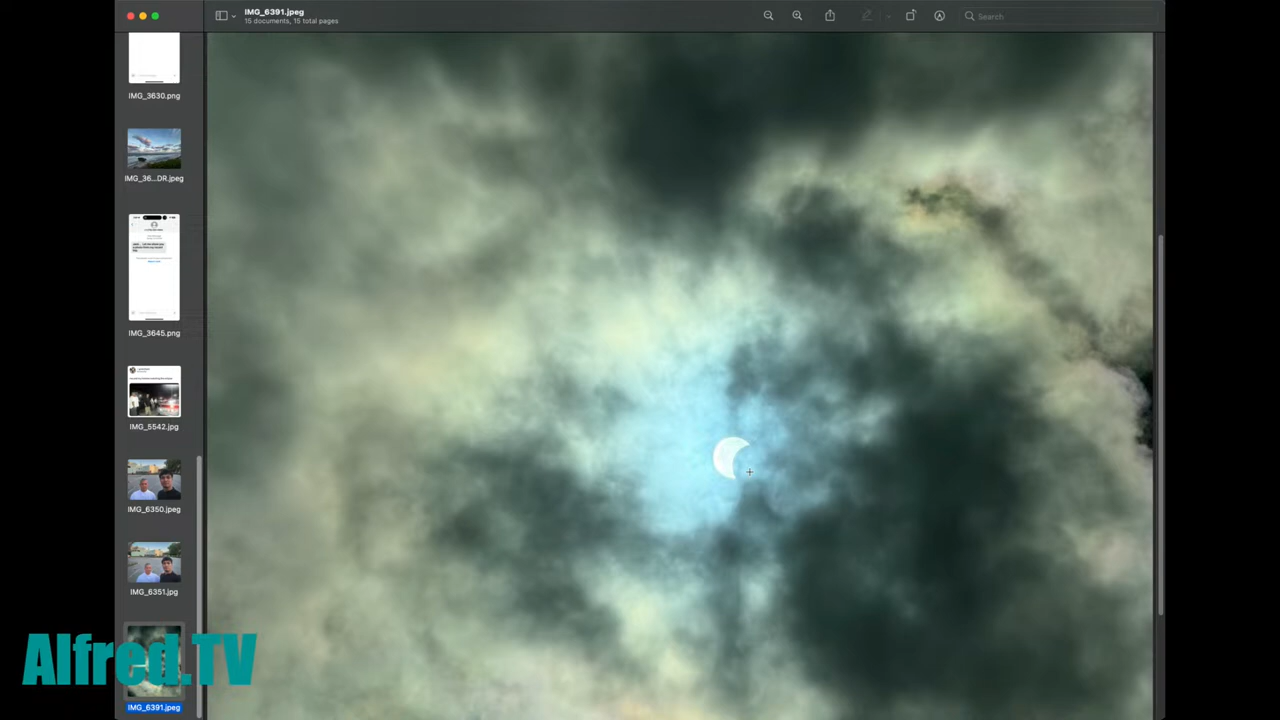 IMG_6391.jpeg
15 documents, 15 total pages
Search
IMG_3630.png
IMG_36...DR.jpeg
IMG_3645.png
IMG_5542.jpg
IMG_6350.jpeg
IMG_6351.jpg
Alfred.TV
IMG_6391.jpeg